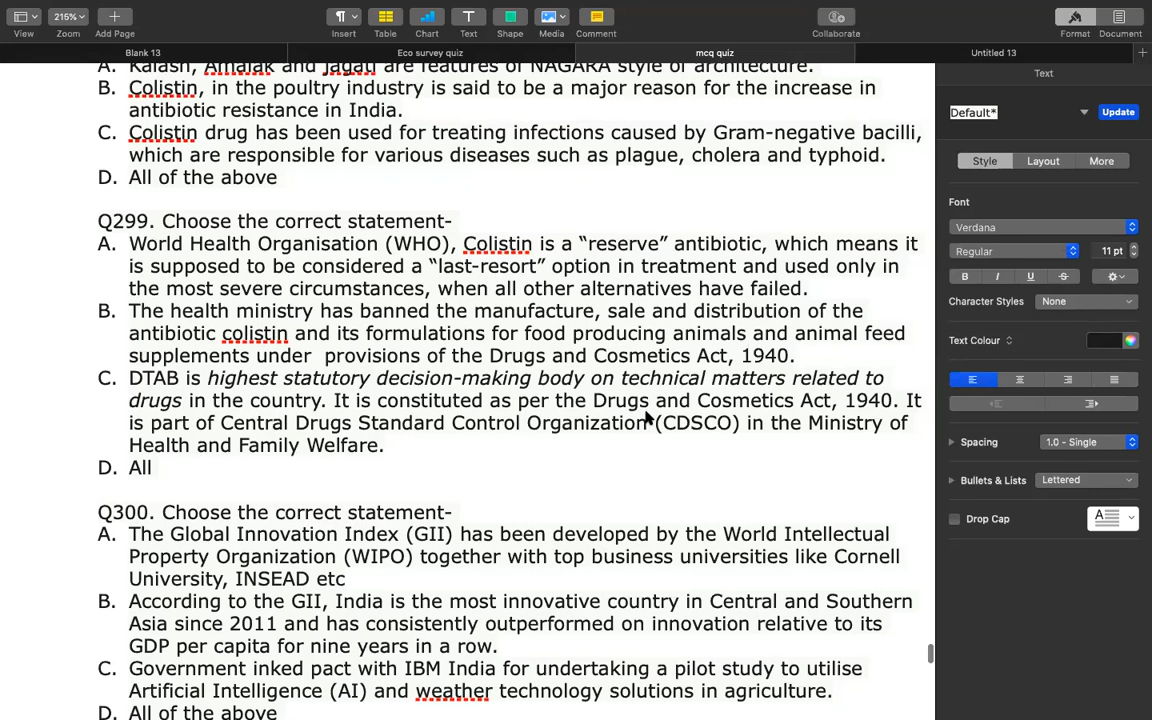 215%
View
Zoom
Add Page
Insert
Table
Chart
Text
Shape
Media
Comment
Collaborate
Format
Document
Blank 13
Eco survey quiz
mcq quiz
Untitled 13
A. Kalash, Amalak and Jagati are features of NAGARA style of architecture.
B. Colistin, in the poultry industry is said to be a major reason for the increase in
antibiotic resistance in India.
C. Colistin drug has been used for treating infections caused by Gram-negative bacilli,
which are responsible for various diseases such as plague, cholera and typhoid.
D. All of the above
Q299. Choose the correct statement-
A. World Health Organisation (WHO), Colistin is a “reserve” antibiotic, which means it
is supposed to be considered a “last-resort” option in treatment and used only in
the most severe circumstances, when all other alternatives have failed.
B. The health ministry has banned the manufacture, sale and distribution of the
antibiotic colistin and its formulations for food producing animals and animal feed
supplements under provisions of the Drugs and Cosmetics Act, 1940.
C. DTAB is highest statutory decision-making body on technical matters related to
drugs in the country. It is constituted as per the Drugs and Cosmetics Act, 1940. It
is part of Central Drugs Standard Control Organization (CDSCO) in the Ministry of
Health and Family Welfare.
D. All
Q300. Choose the correct statement-
A. The Global Innovation Index (GII) has been developed by the World Intellectual
Property Organization (WIPO) together with top business universities like Cornell
University, INSEAD etc
B. According to the GII, India is the most innovative country in Central and Southern
Asia since 2011 and has consistently outperformed on innovation relative to its
GDP per capita for nine years in a row.
C. Government inked pact with IBM India for undertaking a pilot study to utilise
Artificial Intelligence (AI) and weather technology solutions in agriculture.
D. All of the above
Text
Default*
Update
Style
Layout
More
Font
Verdana
Regular
11 pt
B I U S
Character Styles
None
Text Colour
Spacing
1.0 - Single
Bullets & Lists
Lettered
Drop Cap
A